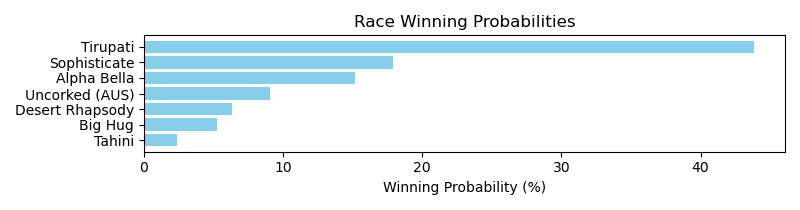 Race Winning Probabilities
Tirupati
Sophisticate
Alpha Bella
Uncorked (AUS)
Desert Rhapsody
Big Hug
Tahini
0 10 20 30 40
Winning Probability (%)